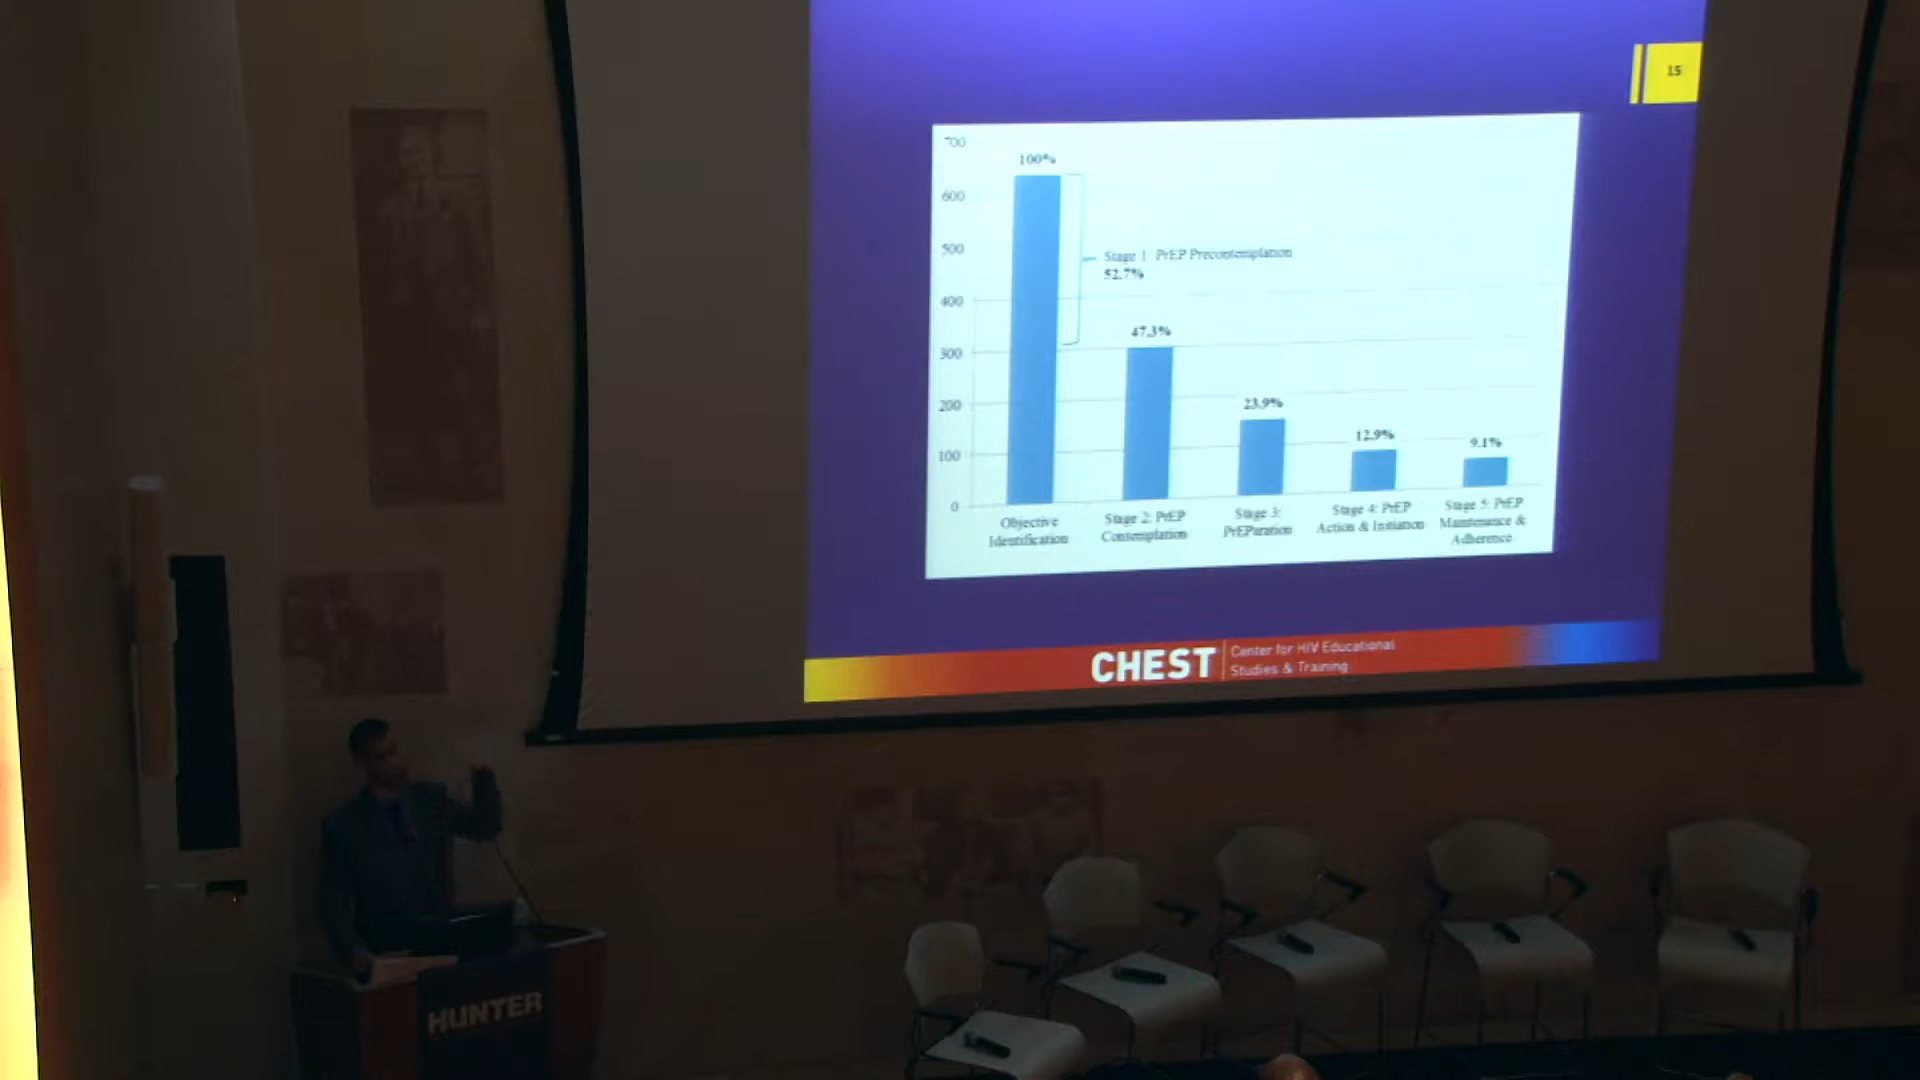 15
700
600
500
400
300
200
100
0
100%
Stage 1 PrEP Precontemplation
52.7%
47.3%
23.9%
12.9%
9.1%
Objective
Identification
Stage 2: PrEP
Contemplation
Stage 3:
PrEParation
Stage 4: PrEP
Action & Initiation
Stage 5: PrEP
Maintenance &
Adherence
CHEST
Center for HIV Educational
Studies & Training
HUNTER